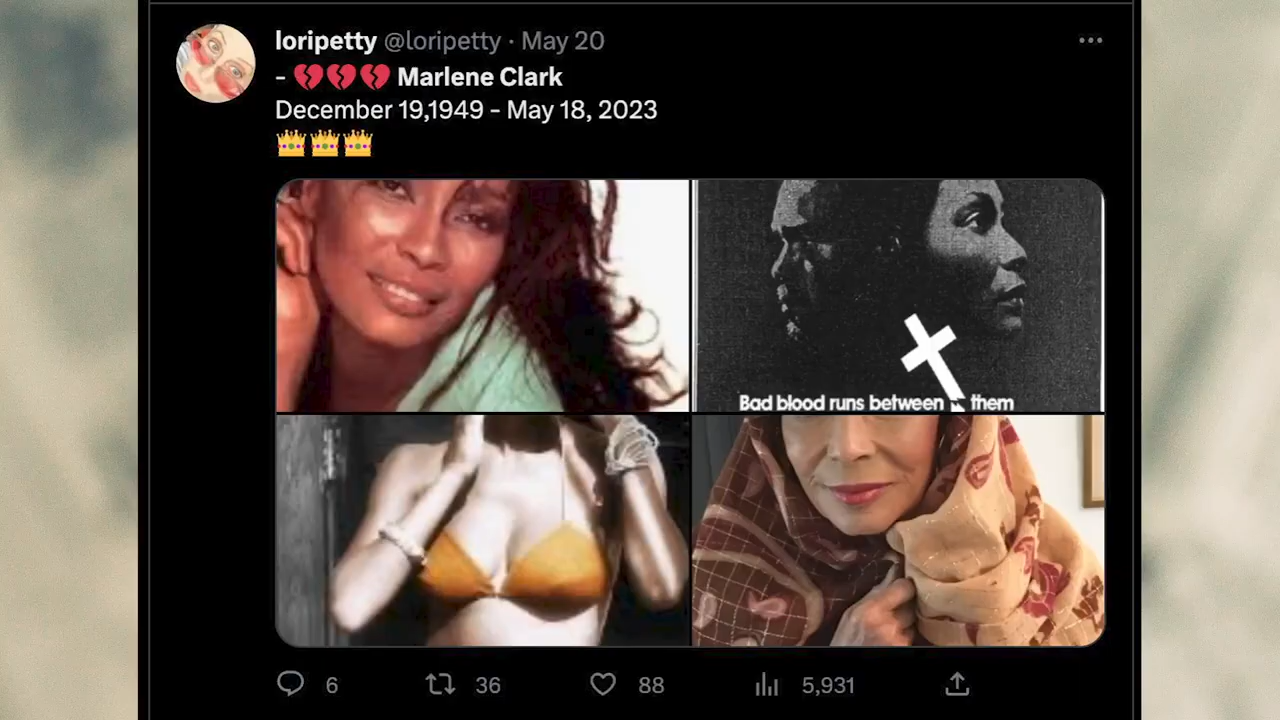 loripetty @loripetty · May 20
- 💔💔💔 Marlene Clark
December 19,1949 - May 18, 2023
👑👑👑
Bad blood runs between them
6 36 88 5,931